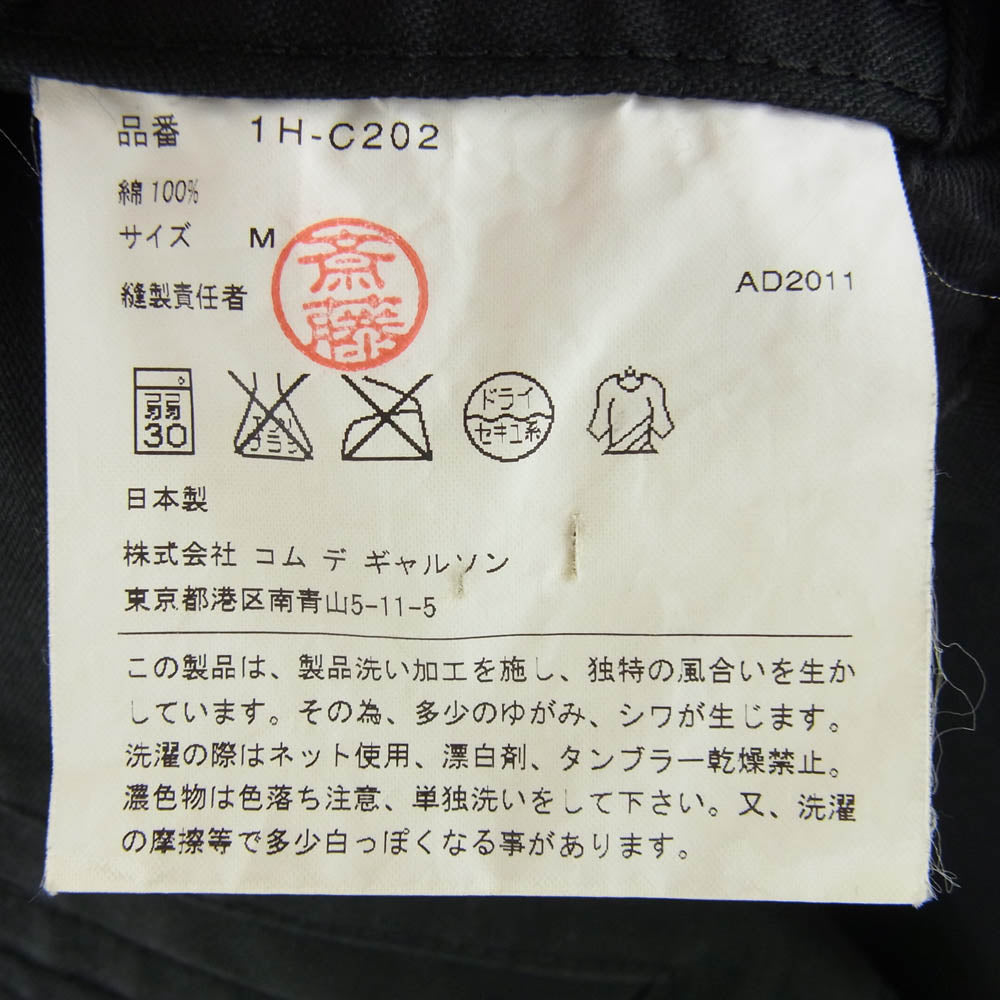 品番 1H-C202
綿 100%
サイズ M
斎藤
AD2011
縫製責任者
弱
30
エンソサラシ
ドライ
セキユ系
日本製
株式会社 コム デ ギャルソン
東京都港区南青山5-11-5
この製品は、製品洗い加工を施し、独特の風合いを生か
しています。その為、多少のゆがみ、シワが生じます。
洗濯の際はネット使用、漂白剤、タンブラー乾燥禁止。
濃色物は色落ち注意、単独洗いをして下さい。又、洗濯
の摩擦等で多少白っぽくなる事があります。